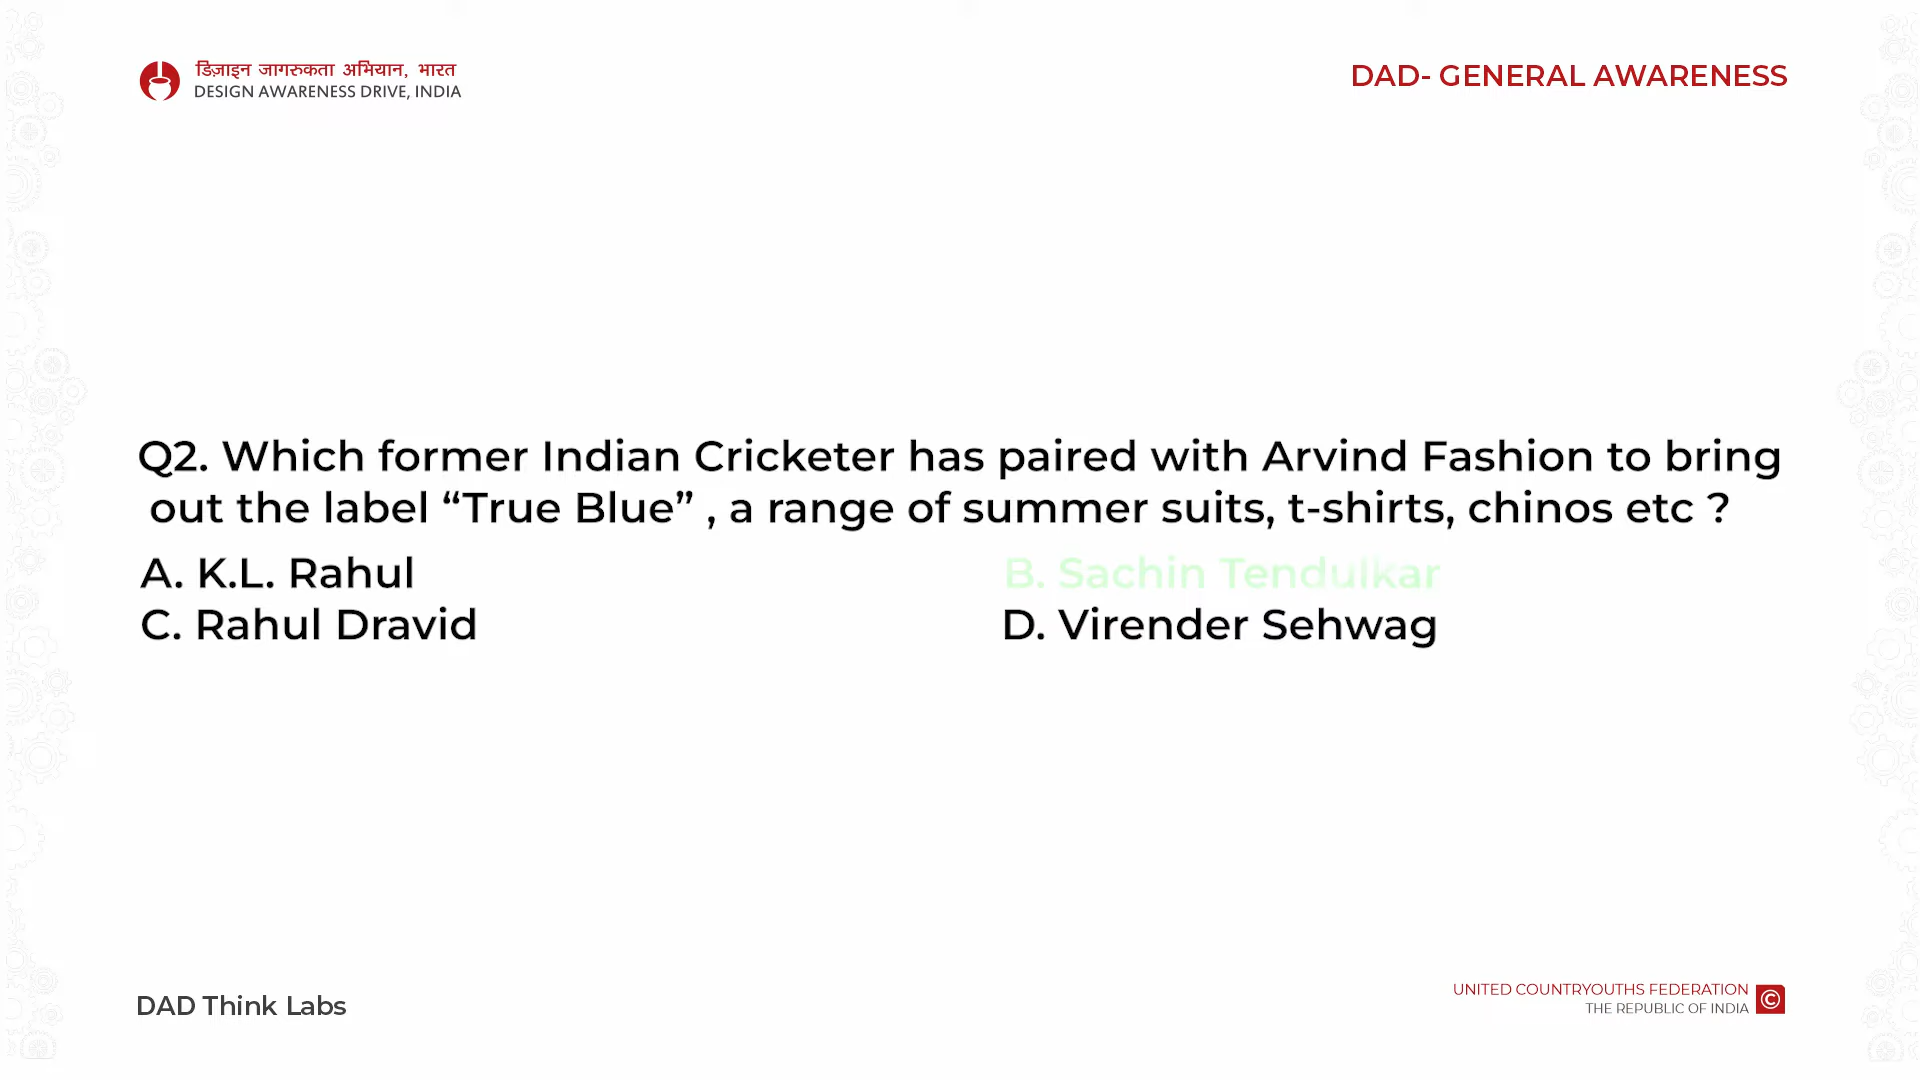 डिज़ाइन जागरुकता अभियान, भारत
DESIGN AWARENESS DRIVE, INDIA
DAD- GENERAL AWARENESS
Q2. Which former Indian Cricketer has paired with Arvind Fashion to bring
out the label “True Blue” , a range of summer suits, t-shirts, chinos etc ?
A. K.L. Rahul
B. Sachin Tendulkar
C. Rahul Dravid
D. Virender Sehwag
DAD Think Labs
UNITED COUNTRYOUTHS FEDERATION
THE REPUBLIC OF INDIA
©